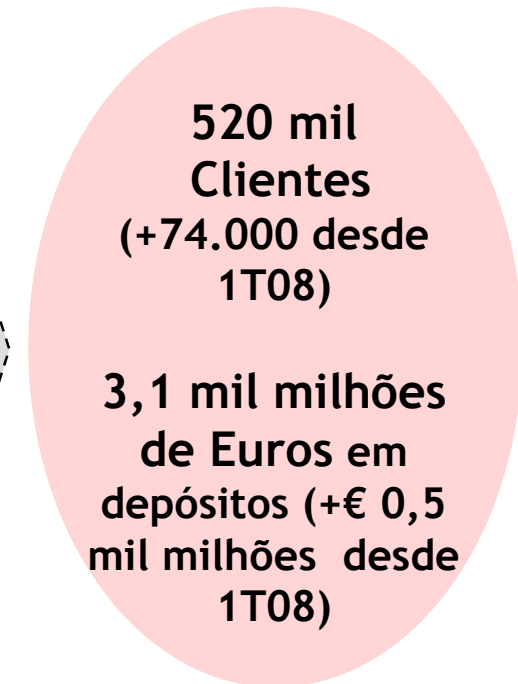 520 mil
Clientes
(+74.000 desde
1T08)
3,1 mil milhões
de Euros em
depósitos (+€ 0,5
mil milhões desde
1T08)